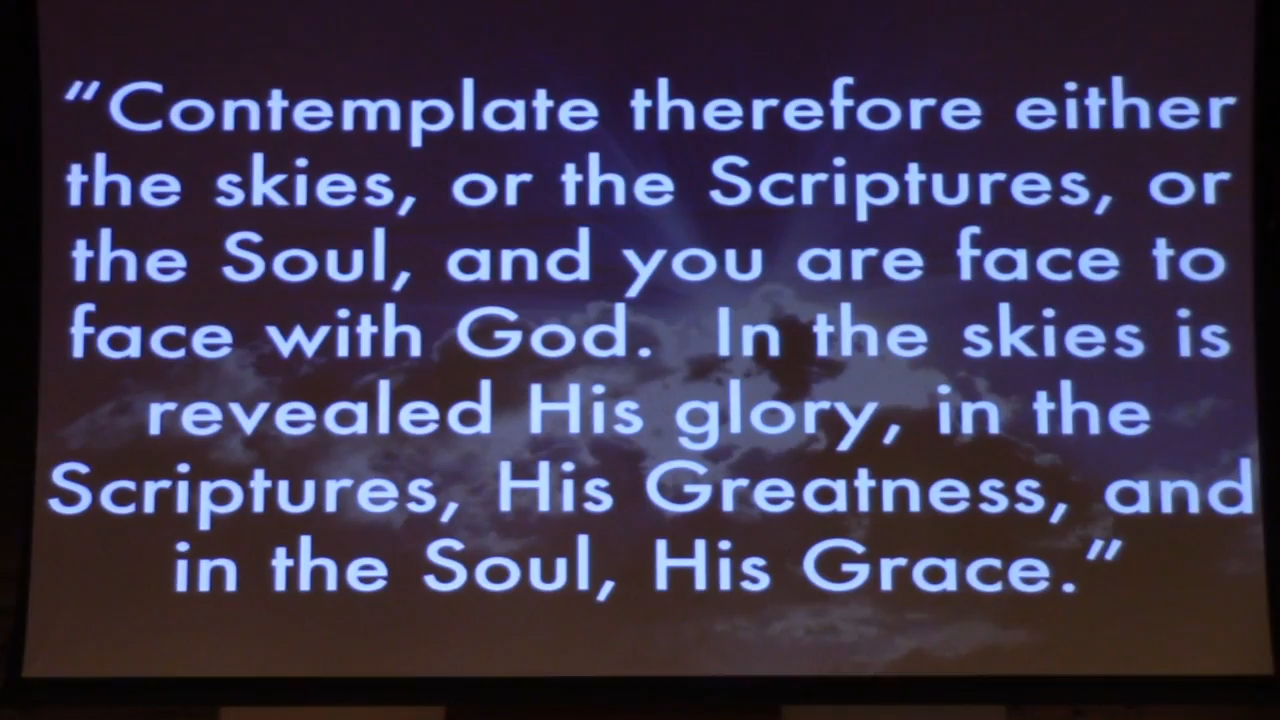 “Contemplate therefore either
the skies, or the Scriptures, or
the Soul, and you are face to
face with God.  In the skies is
revealed His glory, in the
Scriptures, His Greatness, and
in the Soul, His Grace.”